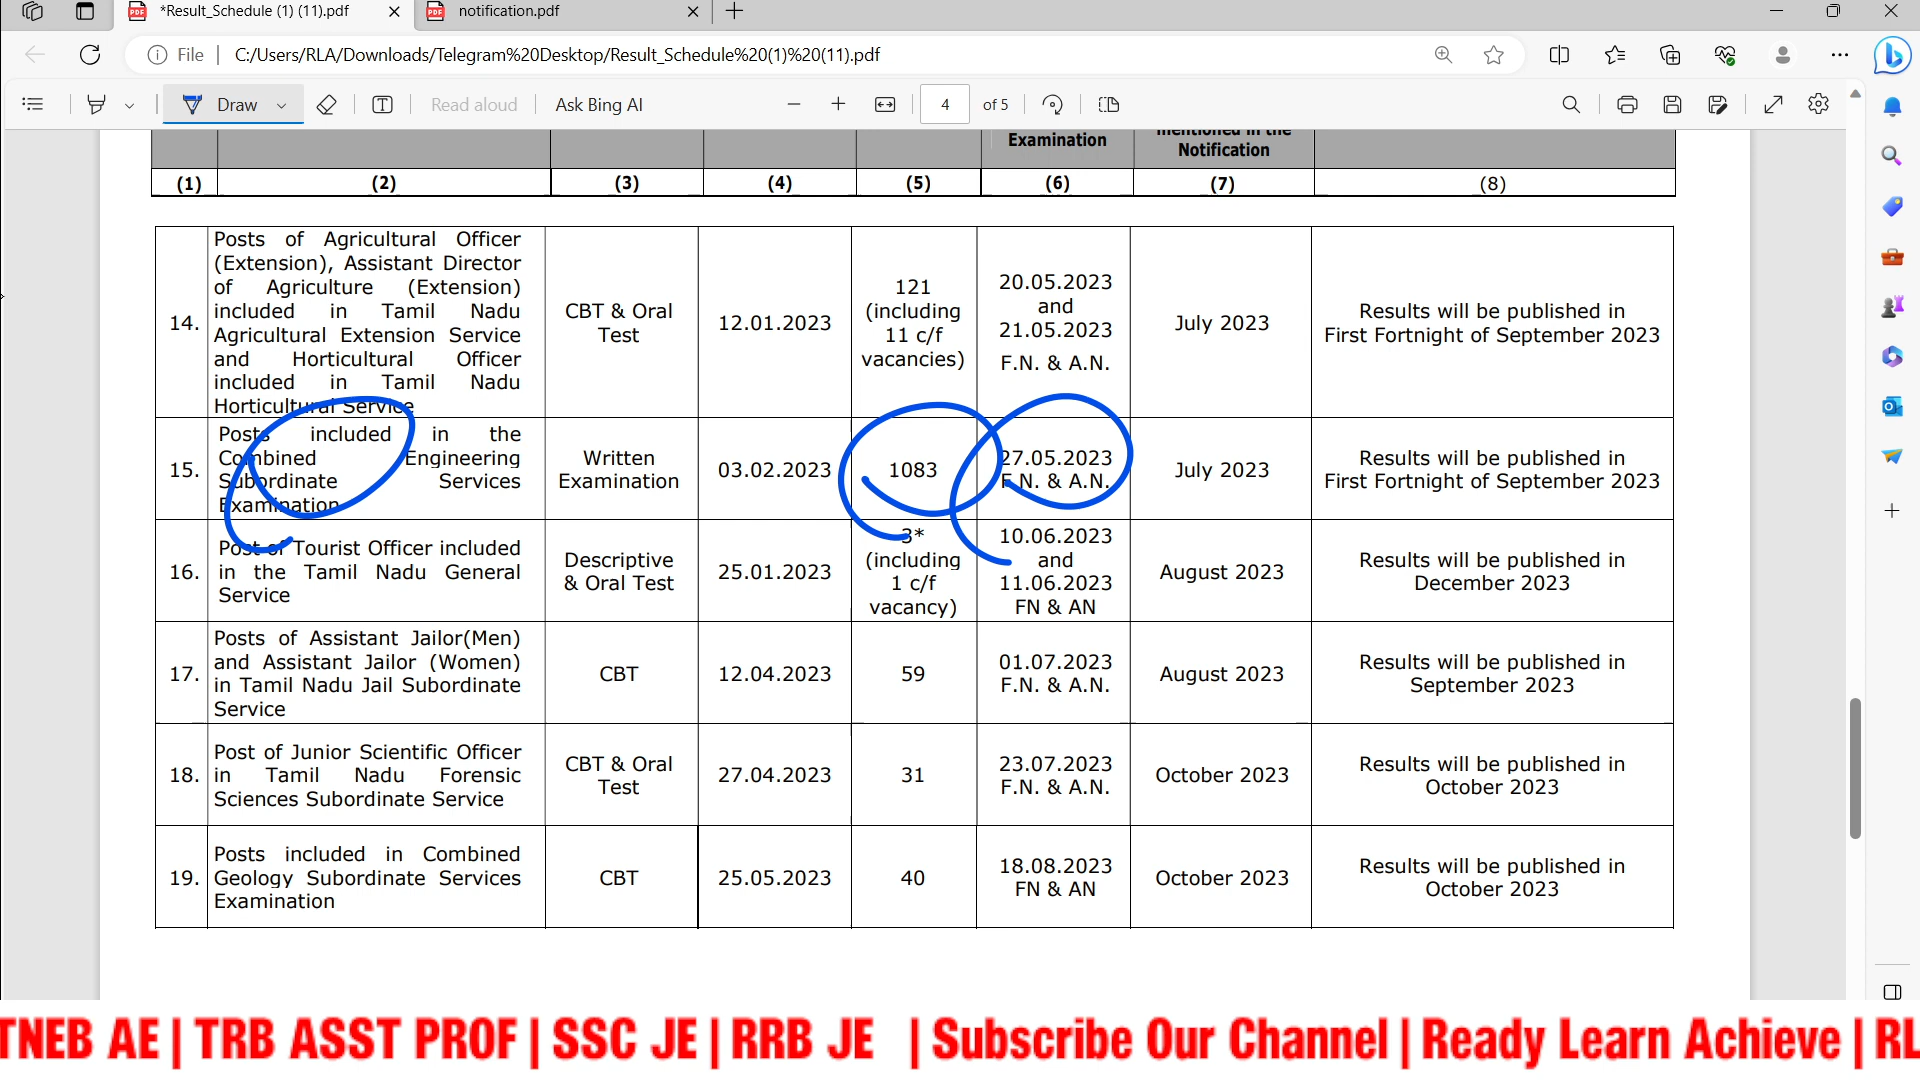 *Result_Schedule (1) (11).pdf
notification.pdf
File
C:/Users/RLA/Downloads/Telegram%20Desktop/Result_Schedule%20(1)%20(11).pdf
Draw
Read aloud
Ask Bing AI
4
of 5
Examination
mentioned in the
Notification
(1)
(2)
(3)
(4)
(5)
(6)
(7)
(8)
14.
Posts of Agricultural Officer
(Extension), Assistant Director
of Agriculture (Extension)
included in Tamil Nadu
Agricultural Extension Service
and Horticultural Officer
included in Tamil Nadu
Horticultural Service
CBT & Oral
Test
12.01.2023
121
(including
11 c/f
vacancies)
20.05.2023
and
21.05.2023
F.N. & A.N.
July 2023
Results will be published in
First Fortnight of September 2023
15.
Posts included in the
Combined Engineering
Subordinate Services
Examination
Written
Examination
03.02.2023
1083
27.05.2023
F.N. & A.N.
July 2023
Results will be published in
First Fortnight of September 2023
16.
Post of Tourist Officer included
in the Tamil Nadu General
Service
Descriptive
& Oral Test
25.01.2023
3*
(including
1 c/f
vacancy)
10.06.2023
and
11.06.2023
FN & AN
August 2023
Results will be published in
December 2023
17.
Posts of Assistant Jailor(Men)
and Assistant Jailor (Women)
in Tamil Nadu Jail Subordinate
Service
CBT
12.04.2023
59
01.07.2023
F.N. & A.N.
August 2023
Results will be published in
September 2023
18.
Post of Junior Scientific Officer
in Tamil Nadu Forensic
Sciences Subordinate Service
CBT & Oral
Test
27.04.2023
31
23.07.2023
F.N. & A.N.
October 2023
Results will be published in
October 2023
19.
Posts included in Combined
Geology Subordinate Services
Examination
CBT
25.05.2023
40
18.08.2023
FN & AN
October 2023
Results will be published in
October 2023
TNEB AE | TRB ASST PROF | SSC JE | RRB JE | Subscribe Our Channel | Ready Learn Achieve | RL